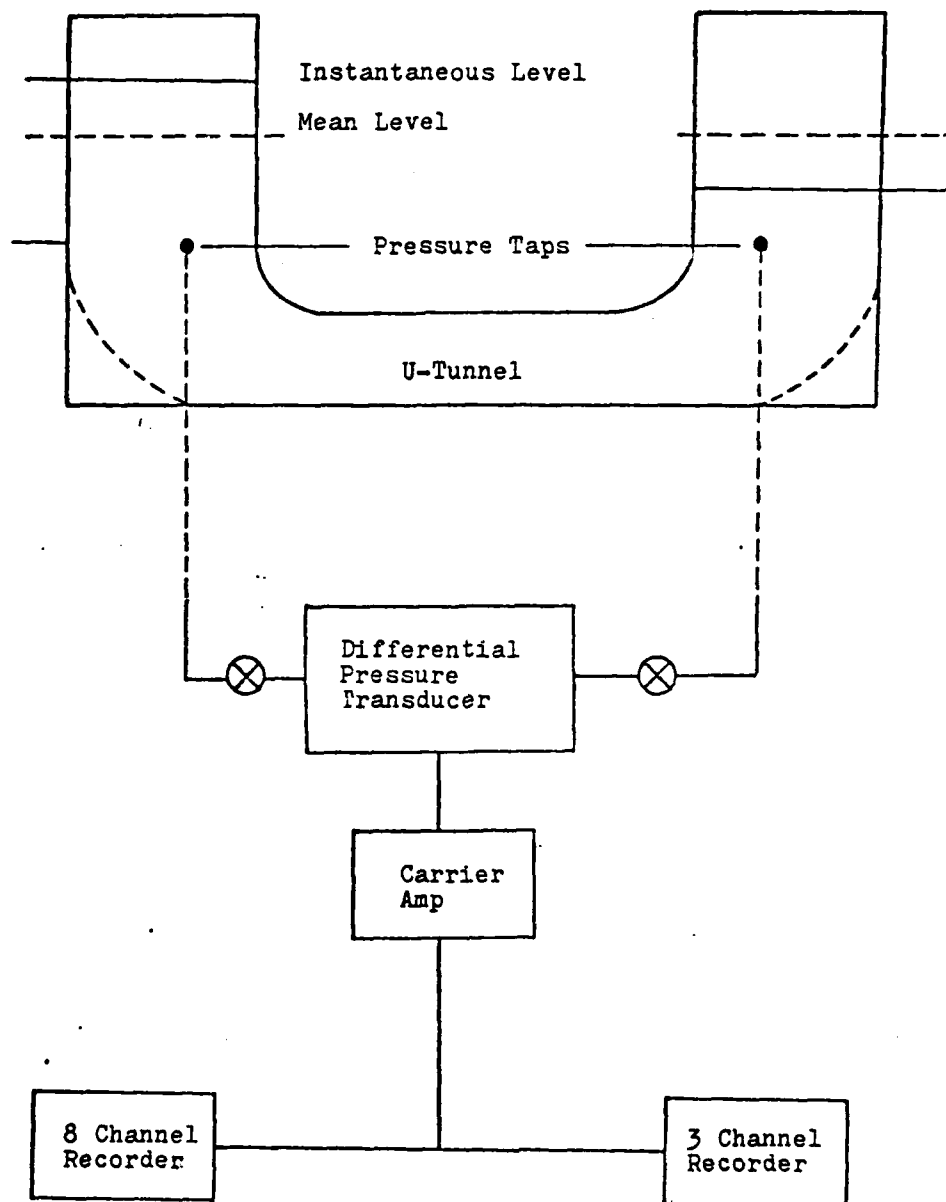 Instantaneous Level
Mean Level
Pressure Taps
U-Tunnel
Differential
Pressure
Transducer
Carrier
Amp
8 Channel
Recorder
3 Channel
Recorder